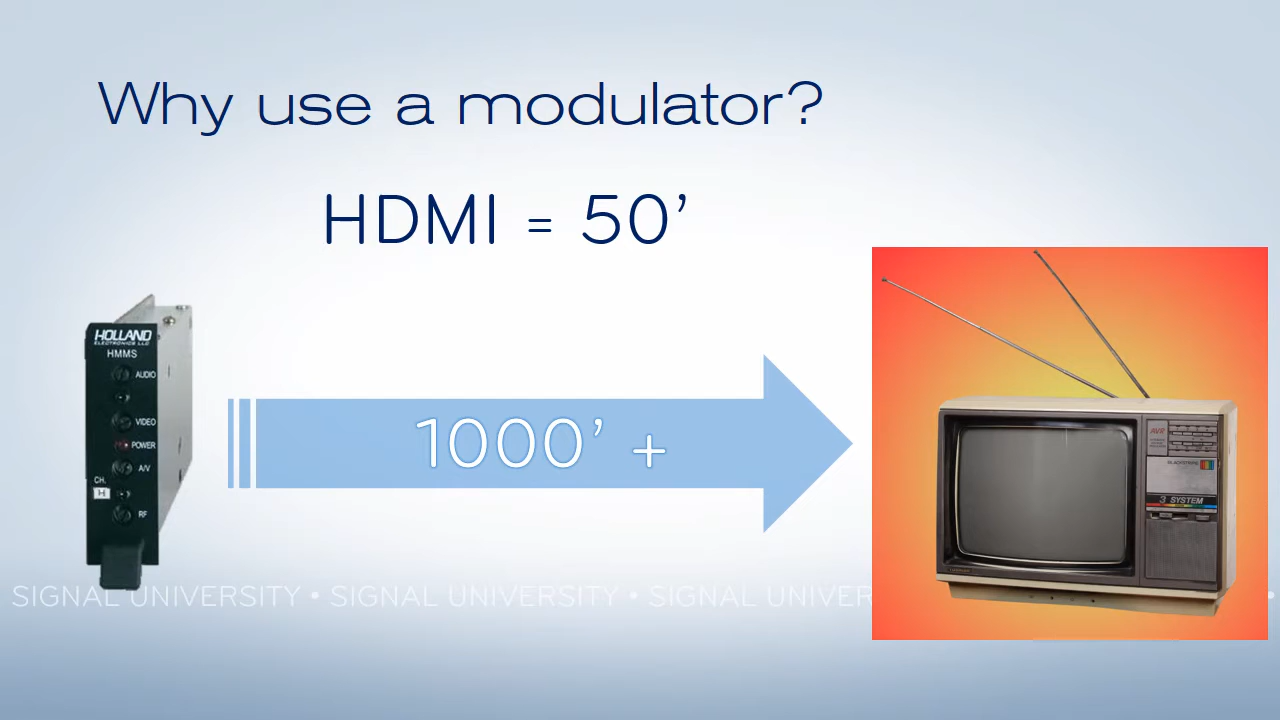 Why use a modulator?
HDMI = 50’
HOLLAND
ELECTRONICS LLC
HMMS
AUDIO
VIDEO
POWER
A/V
CH.
H
RF
1000’ +
BLACKSTRIPE
3 SYSTEM
SIGNAL UNIVERSITY • SIGNAL UNIVERSITY • SIGNAL UNIVER